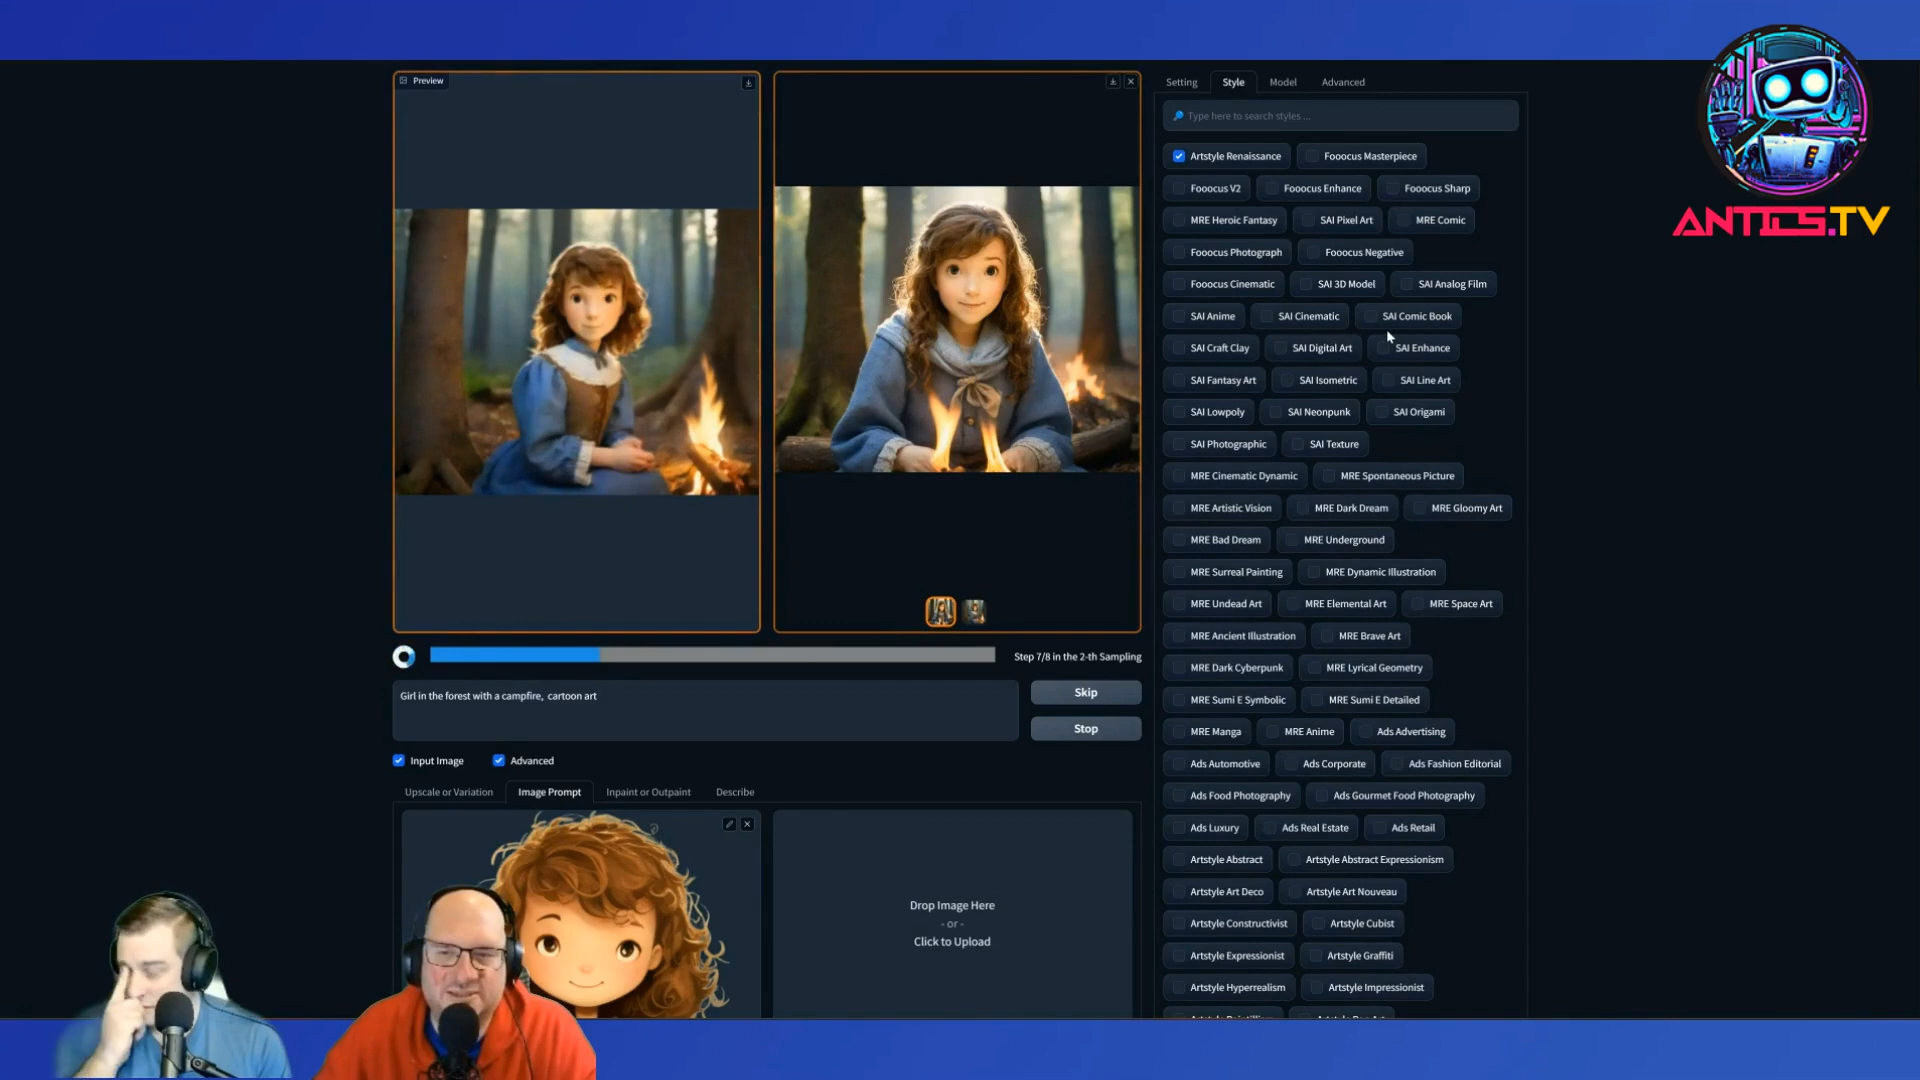 Preview
Setting Style Model Advanced
ANTICS.TV
Type here to search styles ...
Artstyle Renaissance Fooocus Masterpiece
Fooocus V2 Fooocus Enhance Fooocus Sharp
MRE Heroic Fantasy SAI Pixel Art MRE Comic
Fooocus Photograph Fooocus Negative
Fooocus Cinematic SAI 3D Model SAI Analog Film
SAI Anime SAI Cinematic SAI Comic Book
SAI Craft Clay SAI Digital Art SAI Enhance
SAI Fantasy Art SAI Isometric SAI Line Art
SAI Lowpoly SAI Neonpunk SAI Origami
SAI Photographic SAI Texture
MRE Cinematic Dynamic MRE Spontaneous Picture
MRE Artistic Vision MRE Dark Dream MRE Gloomy Art
MRE Bad Dream MRE Underground
MRE Surreal Painting MRE Dynamic Illustration
MRE Undead Art MRE Elemental Art MRE Space Art
MRE Ancient Illustration MRE Brave Art
MRE Dark Cyberpunk MRE Lyrical Geometry
MRE Sumi E Symbolic MRE Sumi E Detailed
MRE Manga MRE Anime Ads Advertising
Ads Automotive Ads Corporate Ads Fashion Editorial
Ads Food Photography Ads Gourmet Food Photography
Ads Luxury Ads Real Estate Ads Retail
Artstyle Abstract Artstyle Abstract Expressionism
Artstyle Art Deco Artstyle Art Nouveau
Artstyle Constructivist Artstyle Cubist
Artstyle Expressionist Artstyle Graffiti
Artstyle Hyperrealism Artstyle Impressionist
Step 7/8 in the 2-th Sampling
Girl in the forest with a campfire, cartoon art
Skip
Stop
Input Image Advanced
Upscale or Variation Image Prompt Inpaint or Outpaint Describe
Drop Image Here
- or -
Click to Upload